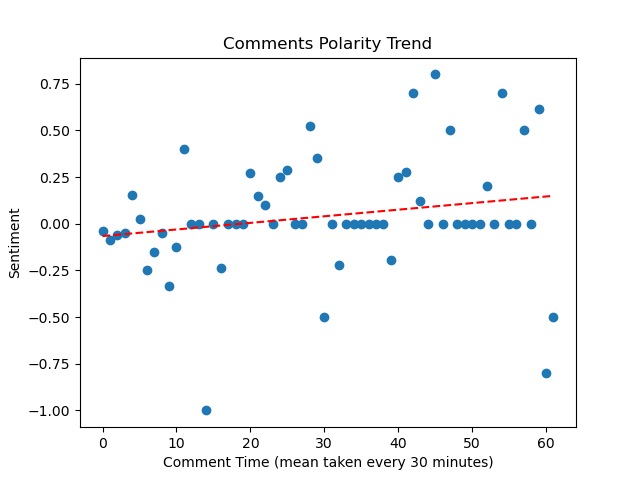 Comments Polarity Trend
0.75
0.50
0.25
0.00
−0.25
−0.50
−0.75
−1.00
Sentiment
0 10 20 30 40 50 60
Comment Time (mean taken every 30 minutes)